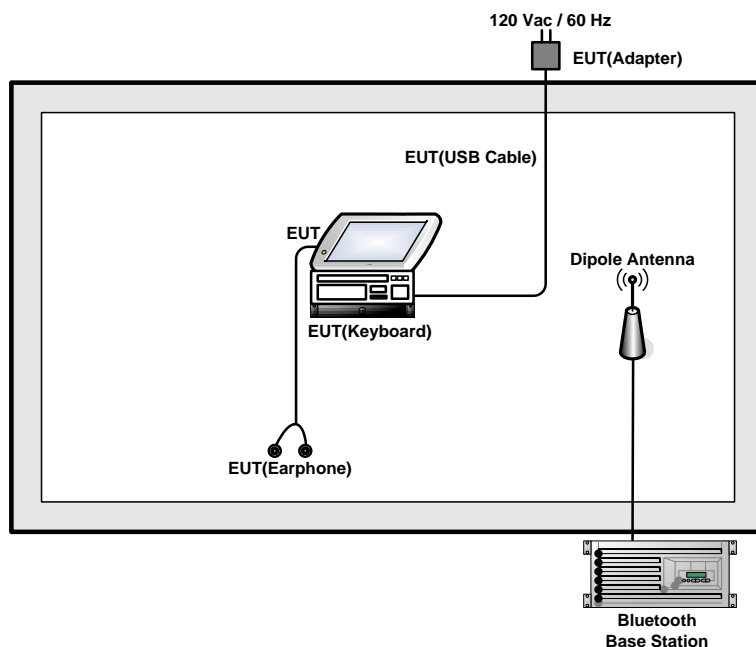 120 Vac / 60 Hz
EUT(Adapter)
EUT(USB Cable)
EUT
Dipole Antenna
EUT(Keyboard)
EUT(Earphone)
Bluetooth
Base Station